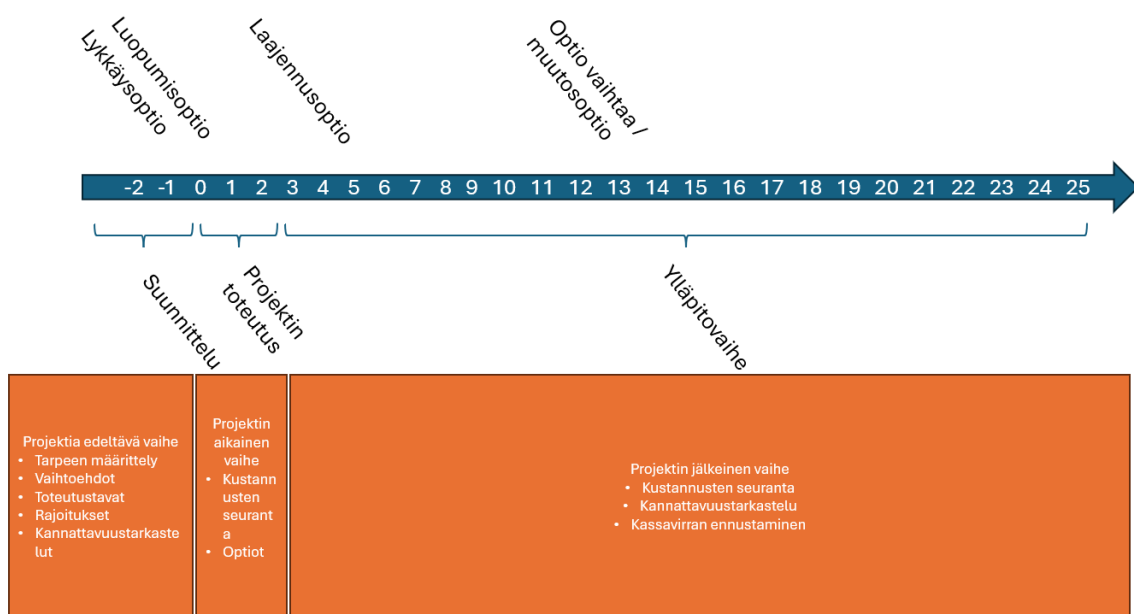 Lykkäysoptio
Luopumisoptio
Laajennusoptio
Optio vaihtaa /
muutosoptio
-2 -1 0 1 2 3 4 5 6 7 8 9 10 11 12 13 14 15 16 17 18 19 20 21 22 23 24 25
Suunnittelu
Projektin
toteutus
Ylläpitovaihe
Projektia edeltävä vaihe
• Tarpeen määrittely
• Vaihtoehdot
• Toteutustavat
• Rajoitukset
• Kannattavuustarkaste
lut
Projektin
aikainen
vaihe
• Kustann
usten
seurant
a
• Optiot
Projektin jälkeinen vaihe
• Kustannusten seuranta
• Kannattavuustarkastelu
• Kassavirran ennustaminen